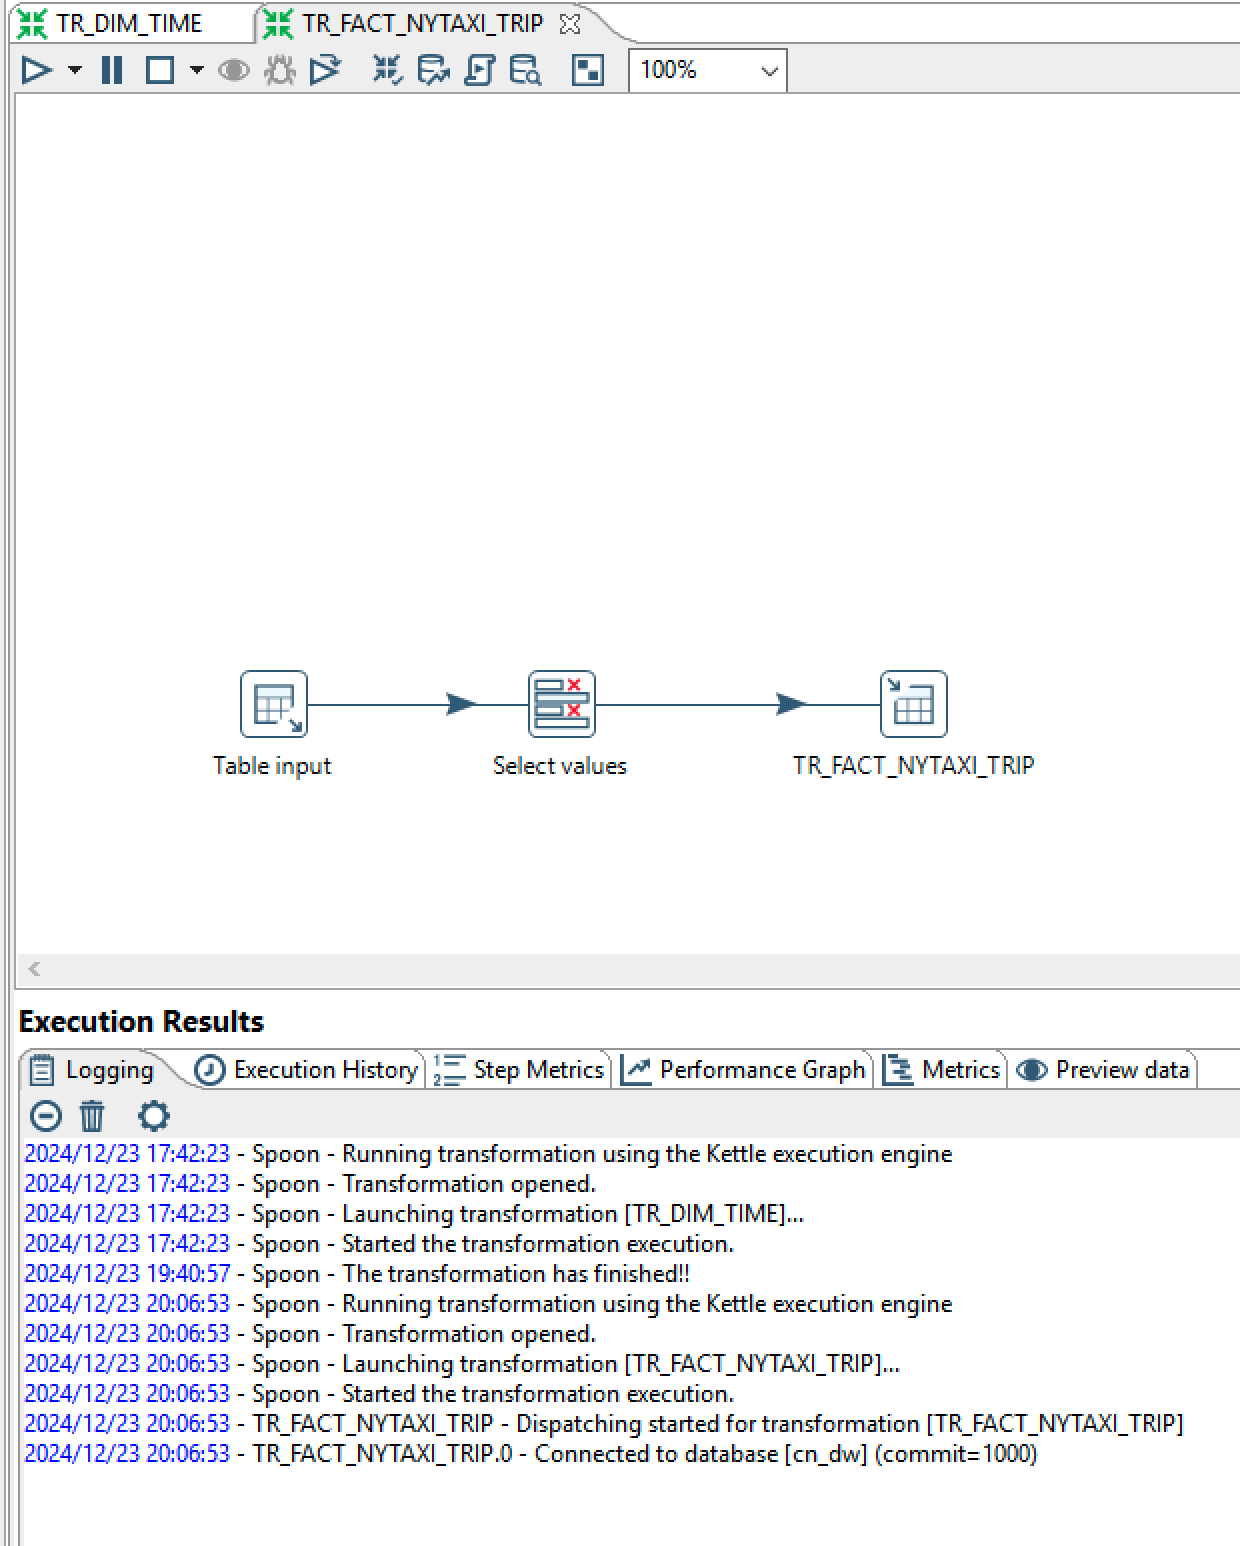 TR_DIM_TIME TR_FACT_NYTAXI_TRIP
100%
Table input Select values TR_FACT_NYTAXI_TRIP
Execution Results
Logging Execution History Step Metrics Performance Graph Metrics Preview data
2024/12/23 17:42:23 - Spoon - Running transformation using the Kettle execution engine
2024/12/23 17:42:23 - Spoon - Transformation opened.
2024/12/23 17:42:23 - Spoon - Launching transformation [TR_DIM_TIME]...
2024/12/23 17:42:23 - Spoon - Started the transformation execution.
2024/12/23 19:40:57 - Spoon - The transformation has finished!!
2024/12/23 20:06:53 - Spoon - Running transformation using the Kettle execution engine
2024/12/23 20:06:53 - Spoon - Transformation opened.
2024/12/23 20:06:53 - Spoon - Launching transformation [TR_FACT_NYTAXI_TRIP]...
2024/12/23 20:06:53 - Spoon - Started the transformation execution.
2024/12/23 20:06:53 - TR_FACT_NYTAXI_TRIP - Dispatching started for transformation [TR_FACT_NYTAXI_TRIP]
2024/12/23 20:06:53 - TR_FACT_NYTAXI_TRIP.0 - Connected to database [cn_dw] (commit=1000)